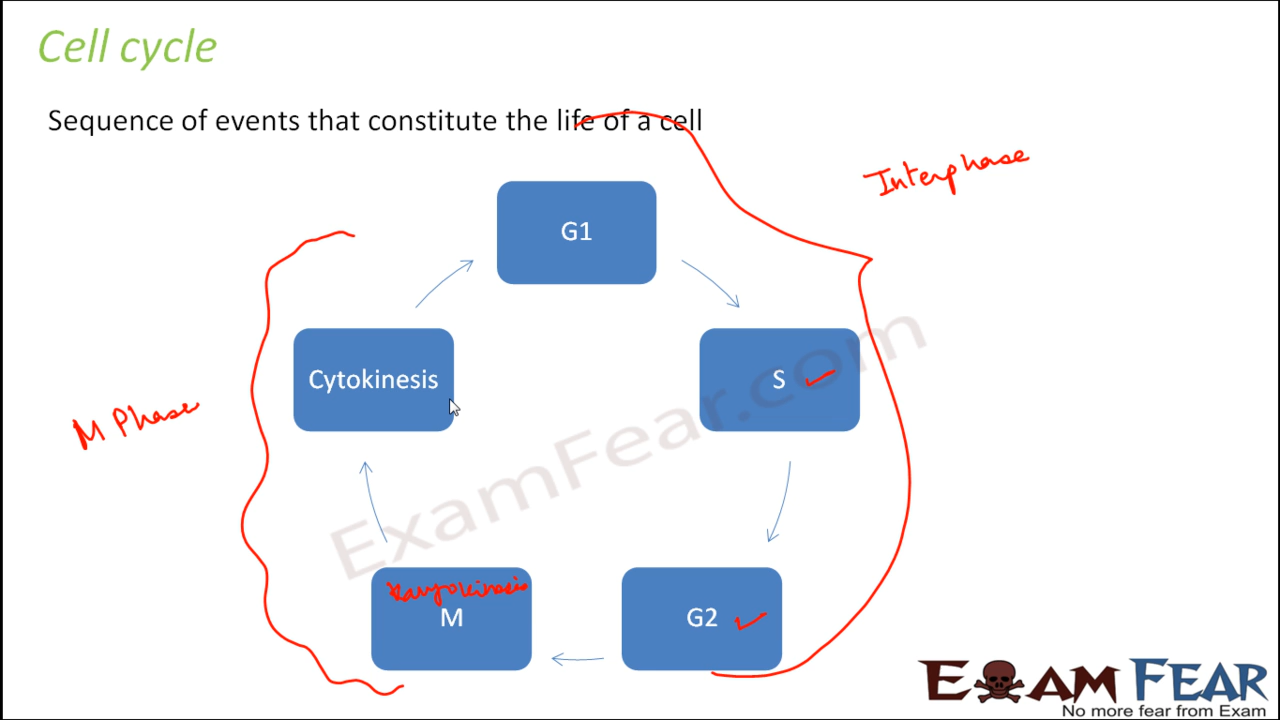 Cell cycle
Sequence of events that constitute the life of a cell
Interphase
G1
Cytokinesis
S
M Phase
ExamFear.com
Karyokinesis
M
G2
EXAM FEAR
No more fear from Exam